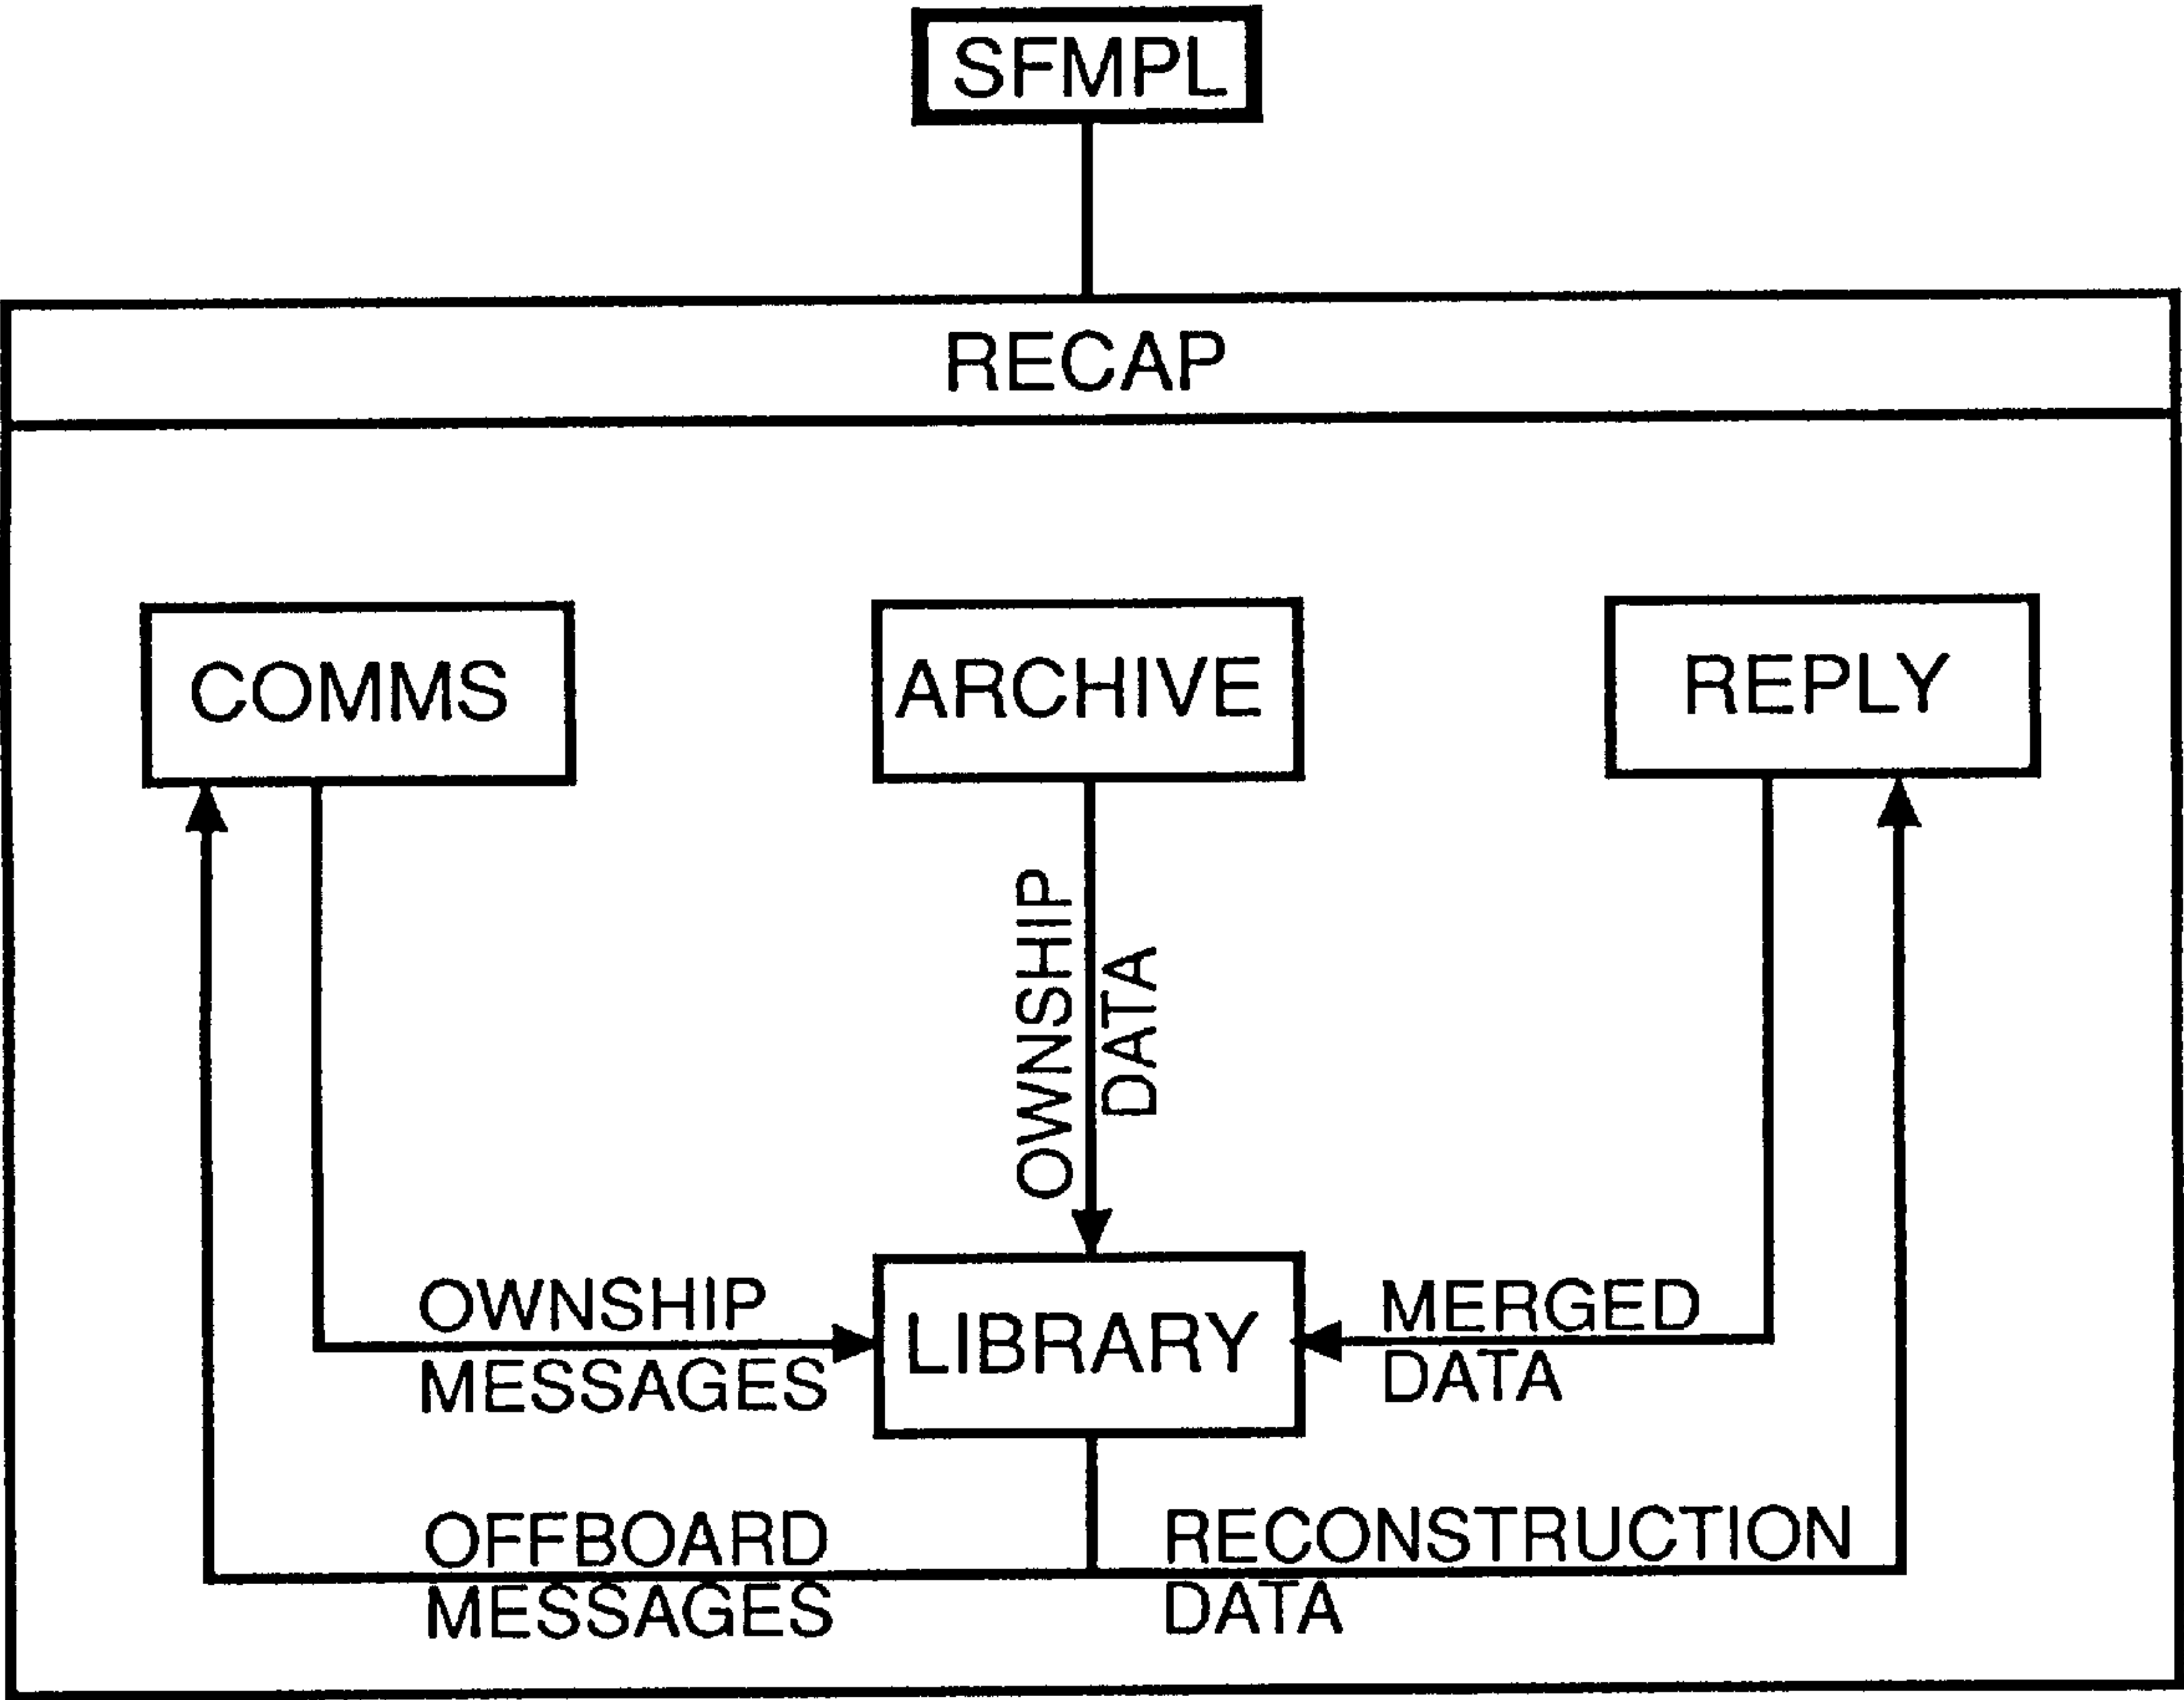 SFMPL
RECAP
COMMS
ARCHIVE
REPLY
OWNSHIP
DATA
OWNSHIP
MESSAGES
LIBRARY
MERGED
DATA
OFFBOARD
MESSAGES
RECONSTRUCTION
DATA